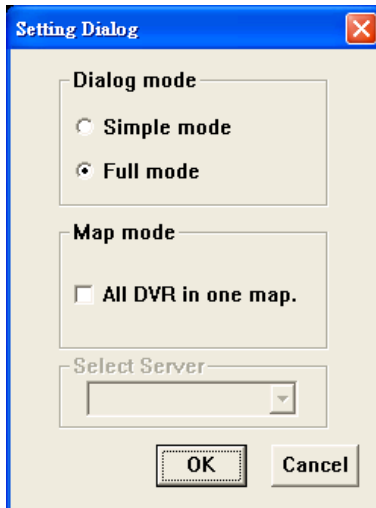 Setting Dialog
Dialog mode
Simple mode
Full mode
Map mode
All DVR in one map.
Select Server
OK
Cancel